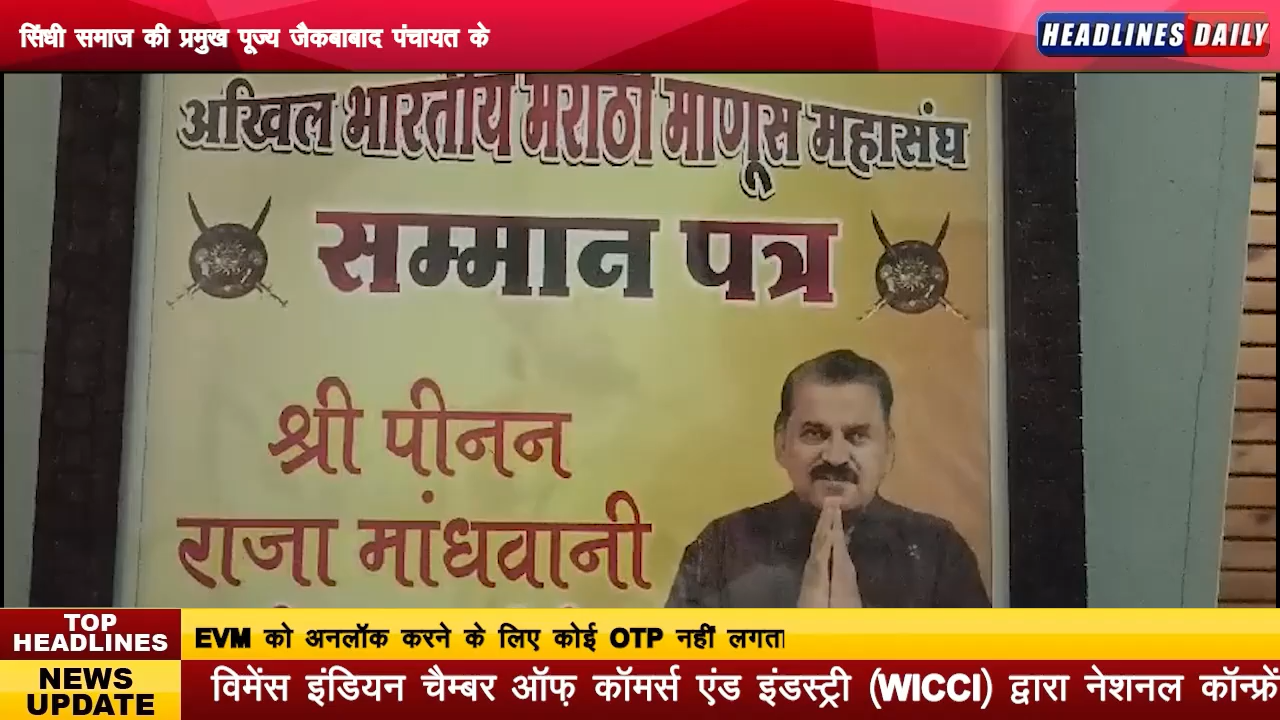 सिंधी समाज की प्रमुख पूज्य जैकबाबाद पंचायत के
HEADLINES DAILY
अखिल भारतीय मराठा माणूस महासंघ
सम्मान पत्र
श्री पीनन
राजा मांधवानी
TOP HEADLINES
EVM को अनलॉक करने के लिए कोई OTP नहीं लगता
NEWS UPDATE
विमेंस इंडियन चैम्बर ऑफ़ कॉमर्स एंड इंडस्ट्री (WICCI) द्वारा नेशनल कॉन्फ्रें